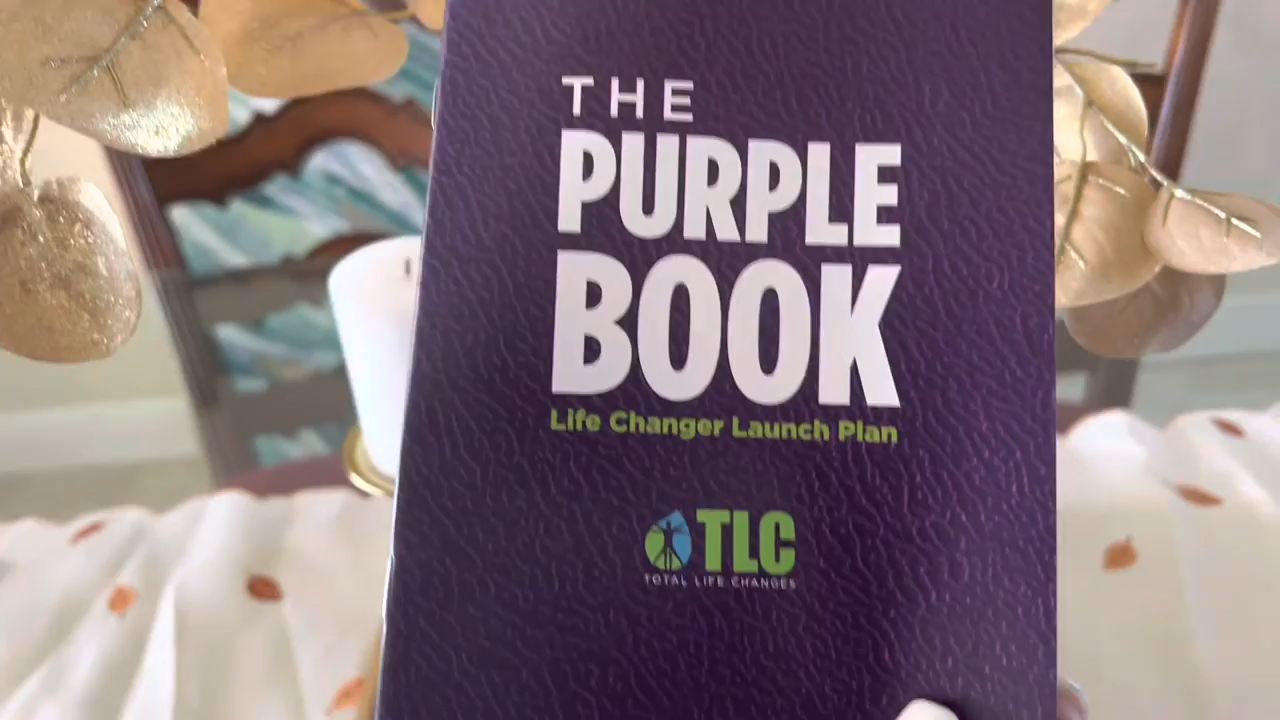 THE
PURPLE
BOOK
Life Changer Launch Plan
TLC
TOTAL LIFE CHANGES